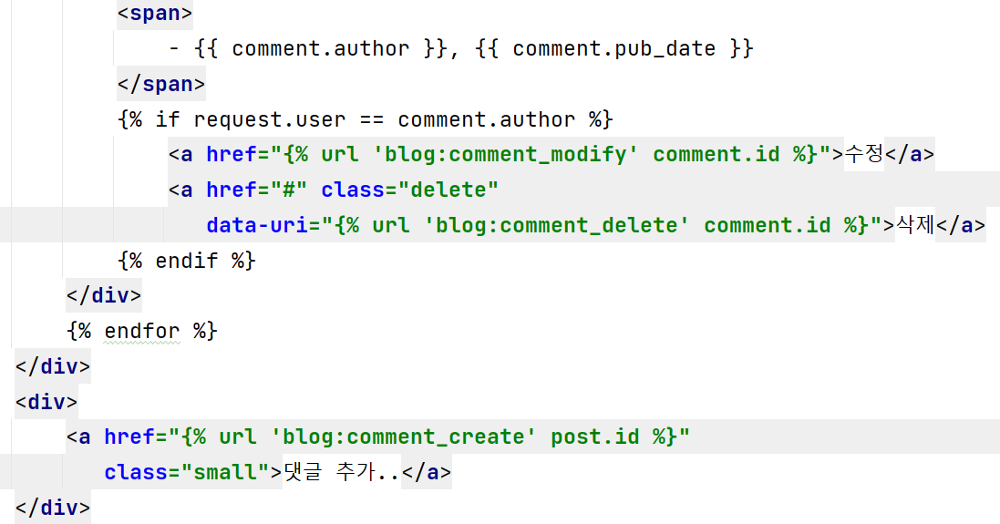 <span>
- {{ comment.author }}, {{ comment.pub_date }}
</span>
{% if request.user == comment.author %}
<a href="{% url 'blog:comment_modify' comment.id %}">수정</a>
<a href="#" class="delete"
data-uri="{% url 'blog:comment_delete' comment.id %}">삭제</a>
{% endif %}
</div>
{% endfor %}
</div>
<div>
<a href="{% url 'blog:comment_create' post.id %}"
class="small">댓글 추가..</a>
</div>